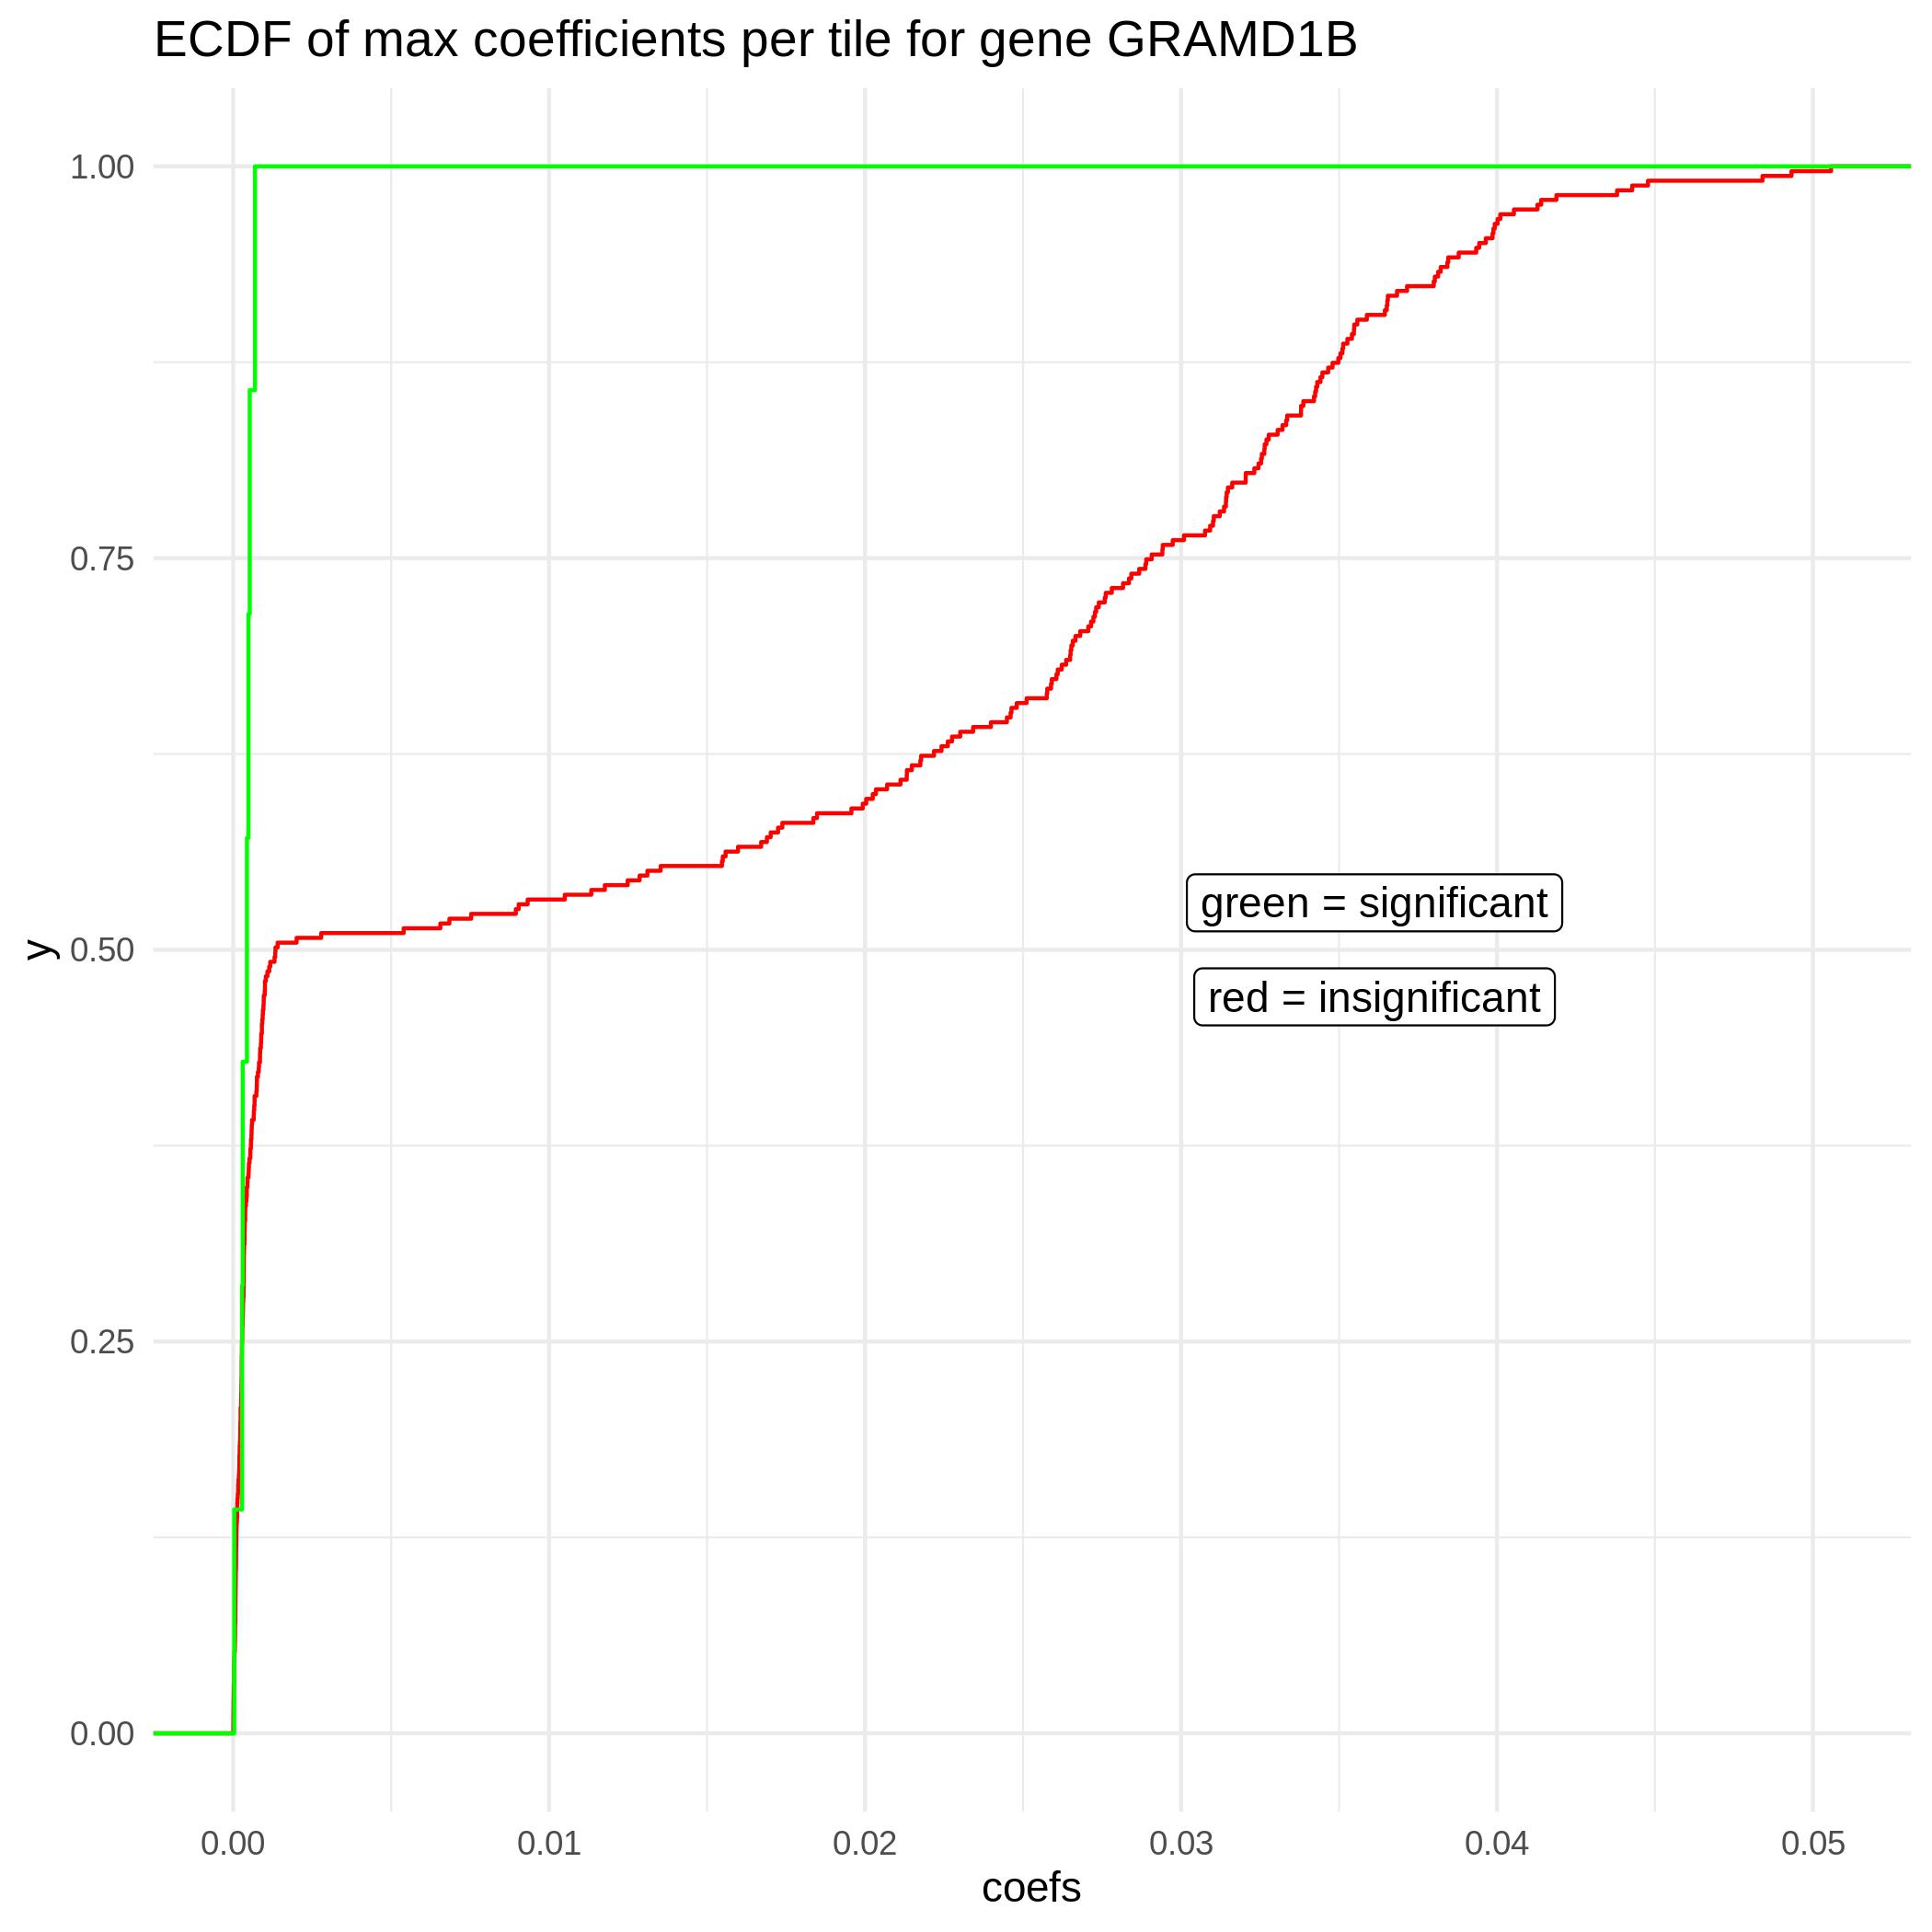 ECDF of max coefficients per tile for gene GRAMD1B
1.00
0.75
0.50
0.25
0.00
y
green = significant
red = insignificant
0.00
0.01
0.02
0.03
0.04
0.05
coefs